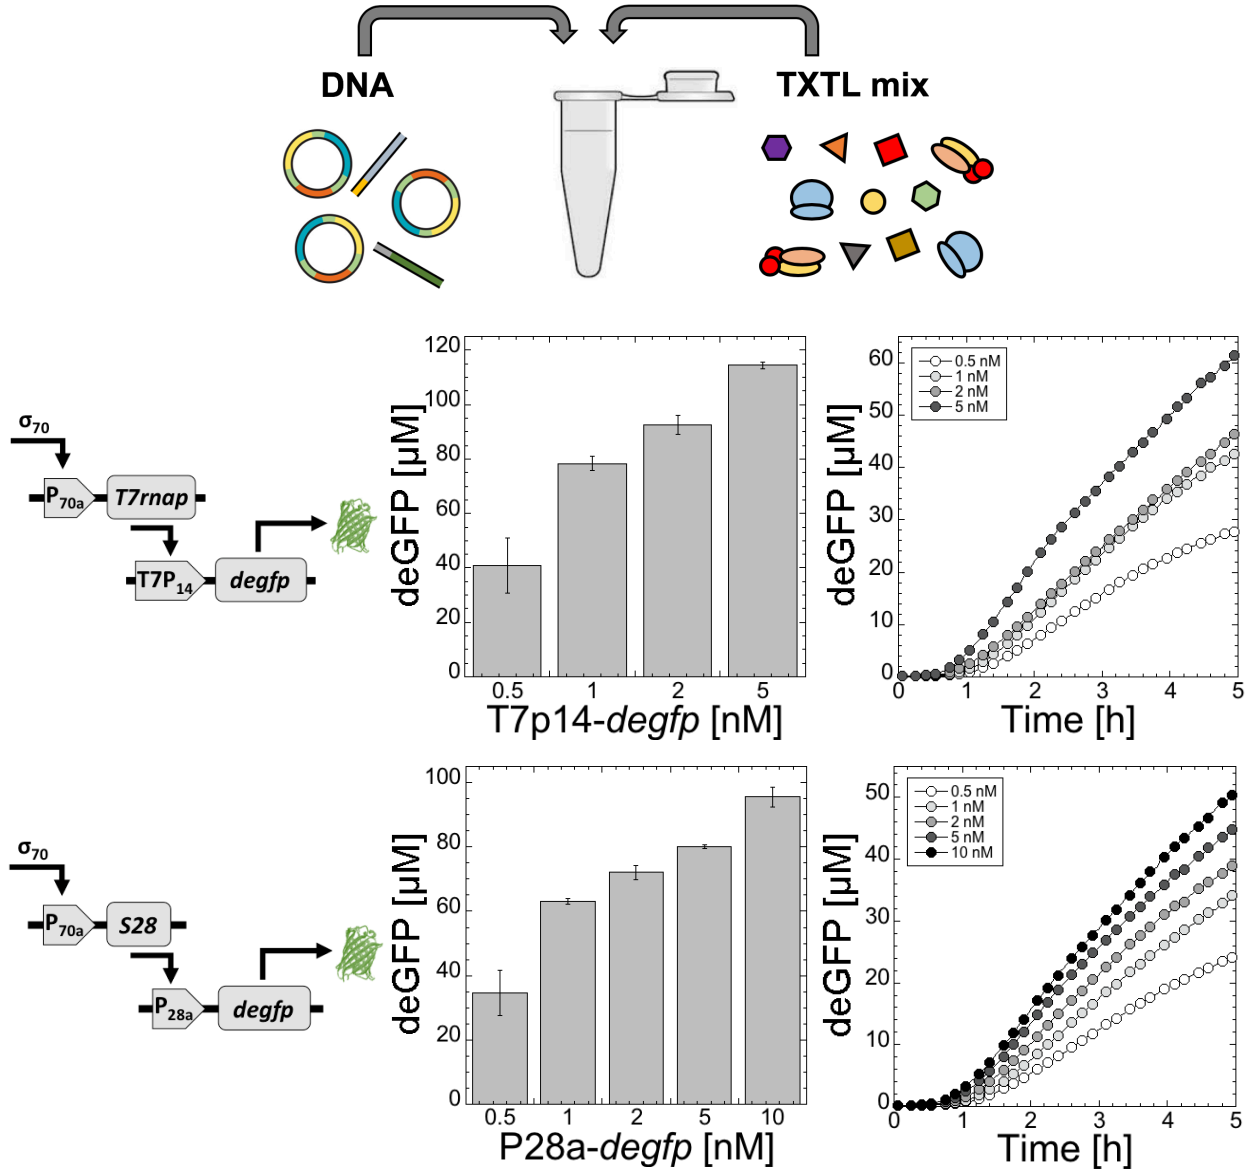 DNA
TXTL mix
σ70
P70a
T7rnap
T7P14
degfp
deGFP [µM]
120
100
80
60
40
20
0
0.5
1
2
5
T7p14-degfp [nM]
deGFP [µM]
60
50
40
30
20
10
0
0.5 nM
1 nM
2 nM
5 nM
0
1
2
3
4
5
Time [h]
σ70
P70a
S28
P28a
degfp
deGFP [µM]
100
80
60
40
20
0
0.5
1
2
5
10
P28a-degfp [nM]
deGFP [µM]
50
40
30
20
10
0
0.5 nM
1 nM
2 nM
5 nM
10 nM
0
1
2
3
4
5
Time [h]